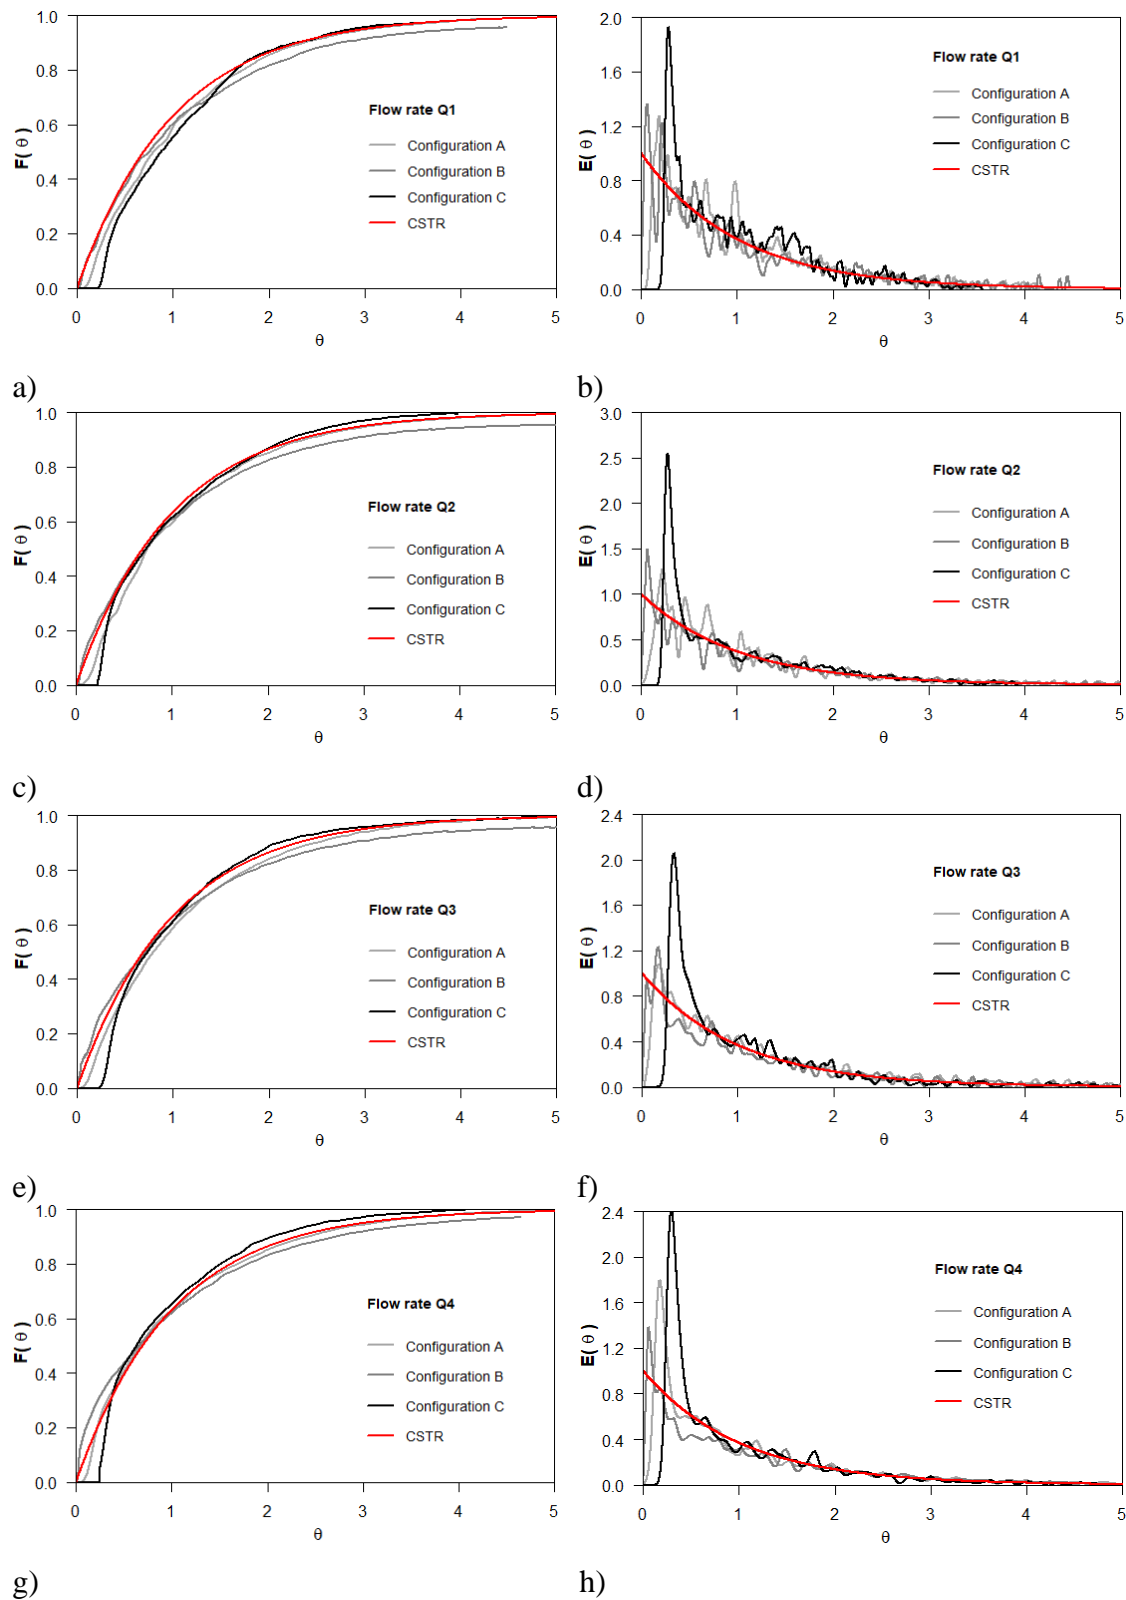 1.0
0.8
0.6
0.4
0.2
0.0
F( θ )
0 1 2 3 4 5
θ
Flow rate Q1
Configuration A
Configuration B
Configuration C
CSTR
a)
2.0
1.6
1.2
0.8
0.4
0.0
E( θ )
0 1 2 3 4 5
θ
Flow rate Q1
Configuration A
Configuration B
Configuration C
CSTR
b)
1.0
0.8
0.6
0.4
0.2
0.0
F( θ )
0 1 2 3 4 5
θ
Flow rate Q2
Configuration A
Configuration B
Configuration C
CSTR
c)
3.0
2.5
2.0
1.5
1.0
0.5
0.0
E( θ )
0 1 2 3 4 5
θ
Flow rate Q2
Configuration A
Configuration B
Configuration C
CSTR
d)
1.0
0.8
0.6
0.4
0.2
0.0
F( θ )
0 1 2 3 4 5
θ
Flow rate Q3
Configuration A
Configuration B
Configuration C
CSTR
e)
2.4
2.0
1.6
1.2
0.8
0.4
0.0
E( θ )
0 1 2 3 4 5
θ
Flow rate Q3
Configuration A
Configuration B
Configuration C
CSTR
f)
1.0
0.8
0.6
0.4
0.2
0.0
F( θ )
0 1 2 3 4 5
θ
Flow rate Q4
Configuration A
Configuration B
Configuration C
CSTR
g)
2.4
2.0
1.6
1.2
0.8
0.4
0.0
E( θ )
0 1 2 3 4 5
θ
Flow rate Q4
Configuration A
Configuration B
Configuration C
CSTR
h)